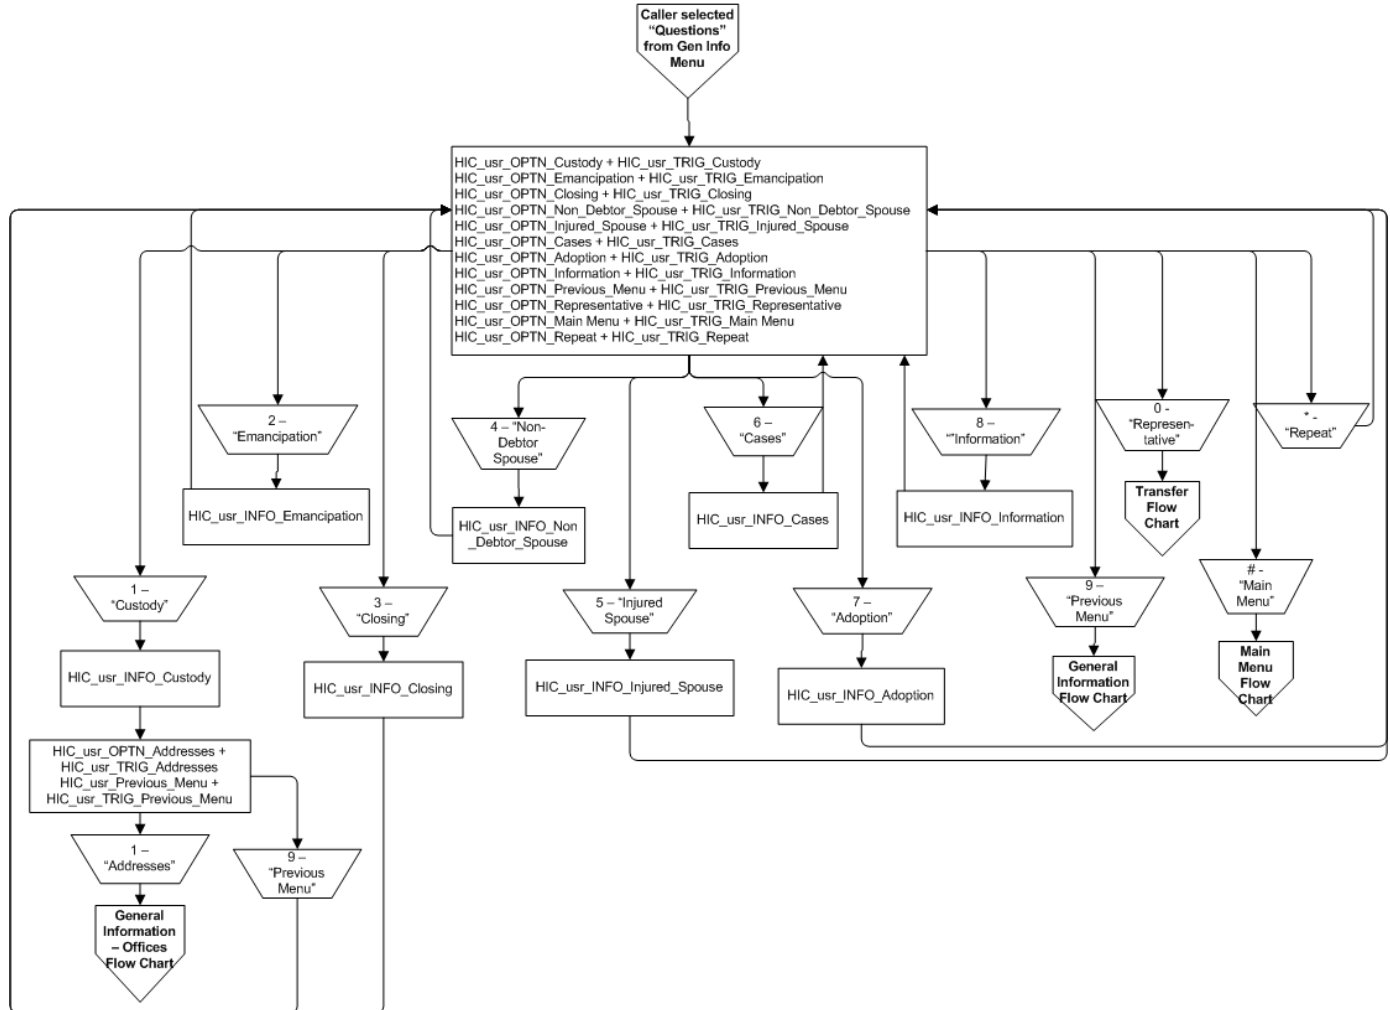 Caller selected
“Questions”
from Gen Info
Menu
HIC_usr_OPTN_Custody + HIC_usr_TRIG_Custody
HIC_usr_OPTN_Emancipation + HIC_usr_TRIG_Emancipation
HIC_usr_OPTN_Closing + HIC_usr_TRIG_Closing
HIC_usr_OPTN_Non_Debtor_Spouse + HIC_usr_TRIG_Non_Debtor_Spouse
HIC_usr_OPTN_Injured_Spouse + HIC_usr_TRIG_Injured_Spouse
HIC_usr_OPTN_Cases + HIC_usr_TRIG_Cases
HIC_usr_OPTN_Adoption + HIC_usr_TRIG_Adoption
HIC_usr_OPTN_Information + HIC_usr_TRIG_Information
HIC_usr_OPTN_Previous_Menu + HIC_usr_TRIG_Previous_Menu
HIC_usr_OPTN_Representative + HIC_usr_TRIG_Representative
HIC_usr_OPTN_Main Menu + HIC_usr_TRIG_Main Menu
HIC_usr_OPTN_Repeat + HIC_usr_TRIG_Repeat
2 –
“Emancipation”
HIC_usr_INFO_Emancipation
4 – “Non-
Debtor
Spouse”
HIC_usr_INFO_Non
_Debtor_Spouse
6 –
“Cases”
HIC_usr_INFO_Cases
8 –
“”Information”
HIC_usr_INFO_Information
0 -
“Represen-
tative”
Transfer
Flow
Chart
* -
“Repeat”
1 –
“Custody”
HIC_usr_INFO_Custody
3 –
“Closing”
HIC_usr_INFO_Closing
5 – “Injured
Spouse”
HIC_usr_INFO_Injured_Spouse
7 –
“Adoption”
HIC_usr_INFO_Adoption
9 –
“Previous
Menu”
General
Information
Flow Chart
# -
“Main
Menu”
Main
Menu
Flow
Chart
HIC_usr_OPTN_Addresses +
HIC_usr_TRIG_Addresses
HIC_usr_Previous_Menu +
HIC_usr_TRIG_Previous_Menu
1 –
“Addresses”
General
Information
– Offices
Flow Chart
9 –
“Previous
Menu”